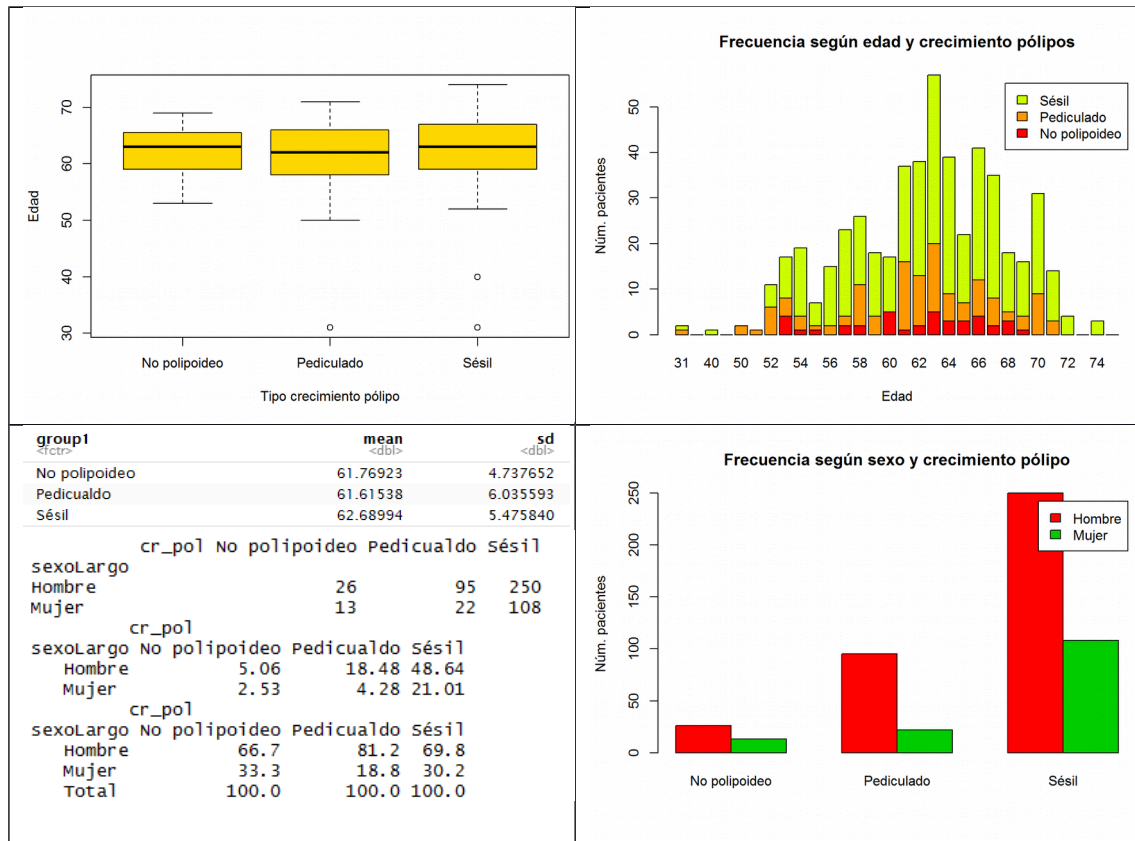 70
60
50
40
30
Edad
No polipoideo Pediculado Sésil
Tipo crecimiento pólipo
Frecuencia según edad y crecimiento pólipos
Sésil
Pediculado
No polipoideo
50
40
30
20
10
0
Núm. pacientes
31 40 50 52 54 56 58 60 62 64 66 68 70 72 74
Edad
group1 mean sd
<fctr> <dbl> <dbl>
No polipoideo 61.76923 4.737652
Pedicualdo 61.61538 6.035593
Sésil 62.68994 5.475840
cr_pol No polipoideo Pedicualdo Sésil
sexoLargo
Hombre 26 95 250
Mujer 13 22 108
cr_pol
sexoLargo No polipoideo Pedicualdo Sésil
Hombre 5.06 18.48 48.64
Mujer 2.53 4.28 21.01
cr_pol
sexoLargo No polipoideo Pedicualdo Sésil
Hombre 66.7 81.2 69.8
Mujer 33.3 18.8 30.2
Total 100.0 100.0 100.0
Frecuencia según sexo y crecimiento pólipo
Hombre
Mujer
250
200
150
100
50
0
Núm. pacientes
No polipoideo Pediculado Sésil